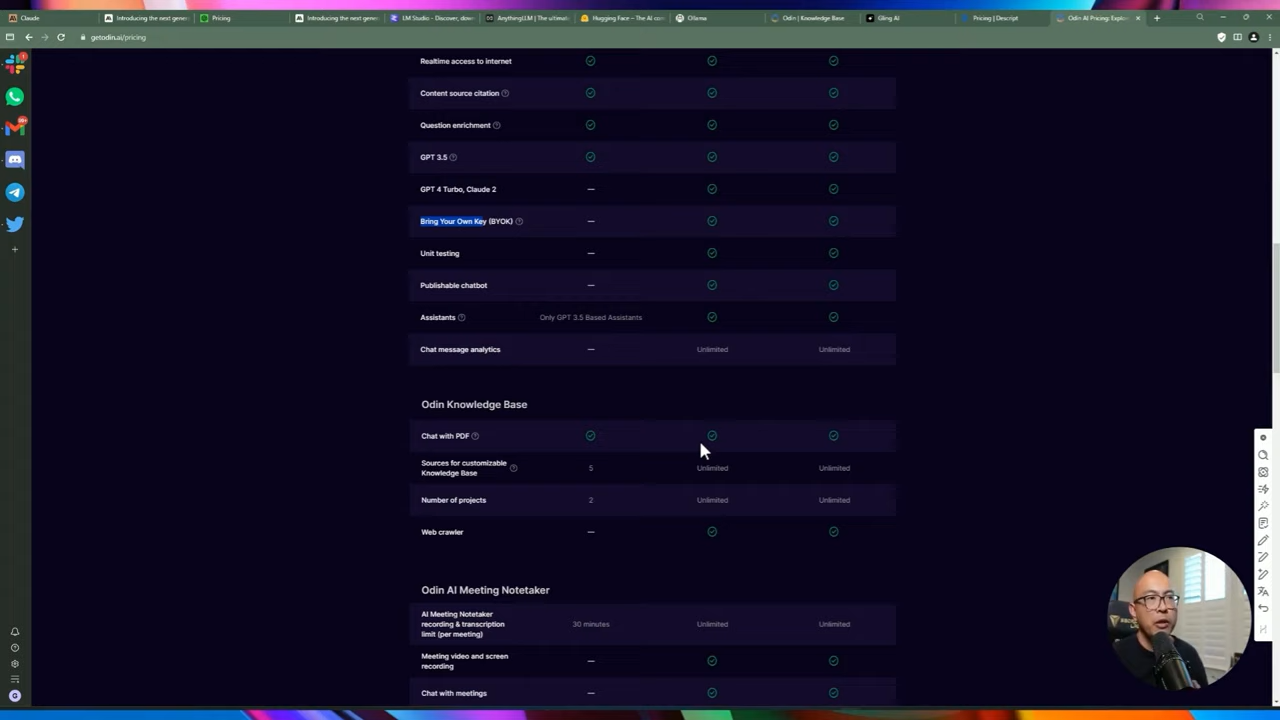 Claude
Introducing the next gener
Pricing
Introducing the next gener
LM Studio - Discover, dow
AnythingLLM | The ultimat
Hugging Face – The AI com
Ollama
Odin | Knowledge Base
Gling AI
Pricing | Descript
Odin AI Pricing: Explo
getodin.ai/pricing
Realtime access to internet
Content source citation
Question enrichment
GPT 3.5
GPT 4 Turbo, Claude 2 —
Bring Your Own Key (BYOK) —
Unit testing —
Publishable chatbot —
Assistants Only GPT 3.5 Based Assistants
Chat message analytics — Unlimited Unlimited
Odin Knowledge Base
Chat with PDF
Sources for customizable
Knowledge Base
5 Unlimited Unlimited
Number of projects 2 Unlimited Unlimited
Web crawler —
Odin AI Meeting Notetaker
AI Meeting Notetaker
recording & transcription
limit (per meeting)
30 minutes Unlimited Unlimited
Meeting video and screen
recording
—
Chat with meetings —